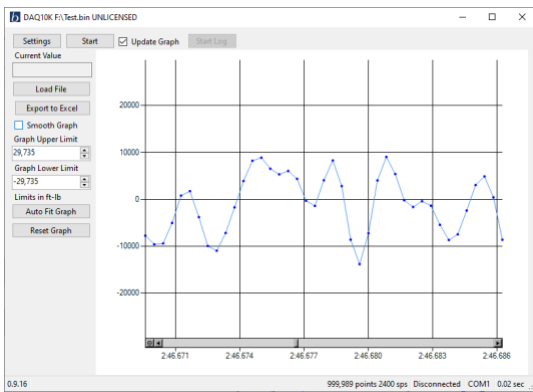 DAQ10K F:\Test.bin UNLICENSED
Settings Start Update Graph Start Log
Current Value
Load File
Export to Excel
Smooth Graph
Graph Upper Limit
29,735
Graph Lower Limit
-29,735
Limits in ft-lb
Auto Fit Graph
Reset Graph
20000
10000
0
-10000
-20000
2:46.671 2:46.674 2:46.677 2:46.680 2:46.683 2:46.686
0.9.16 999,989 points 2400 sps Disconnected COM1 0.02 sec